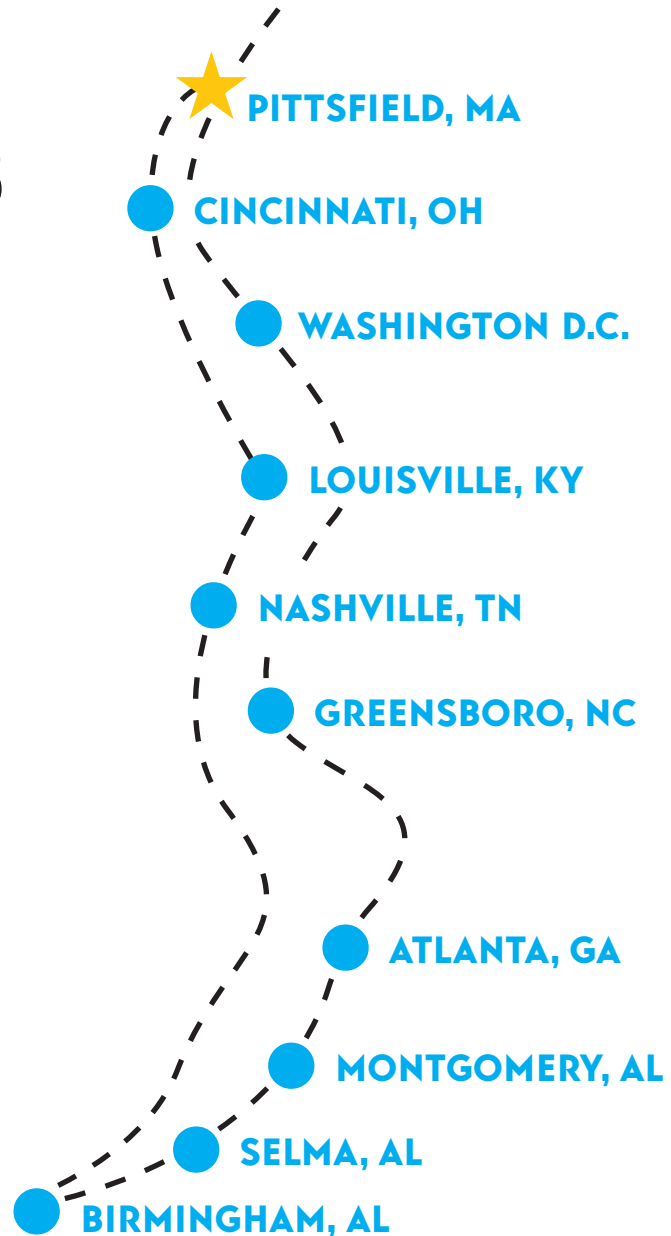 PITTSFIELD, MA
CINCINNATI, OH
WASHINGTON D.C.
LOUISVILLE, KY
NASHVILLE, TN
GREENSBORO, NC
ATLANTA, GA
MONTGOMERY, AL
SELMA, AL
BIRMINGHAM, AL